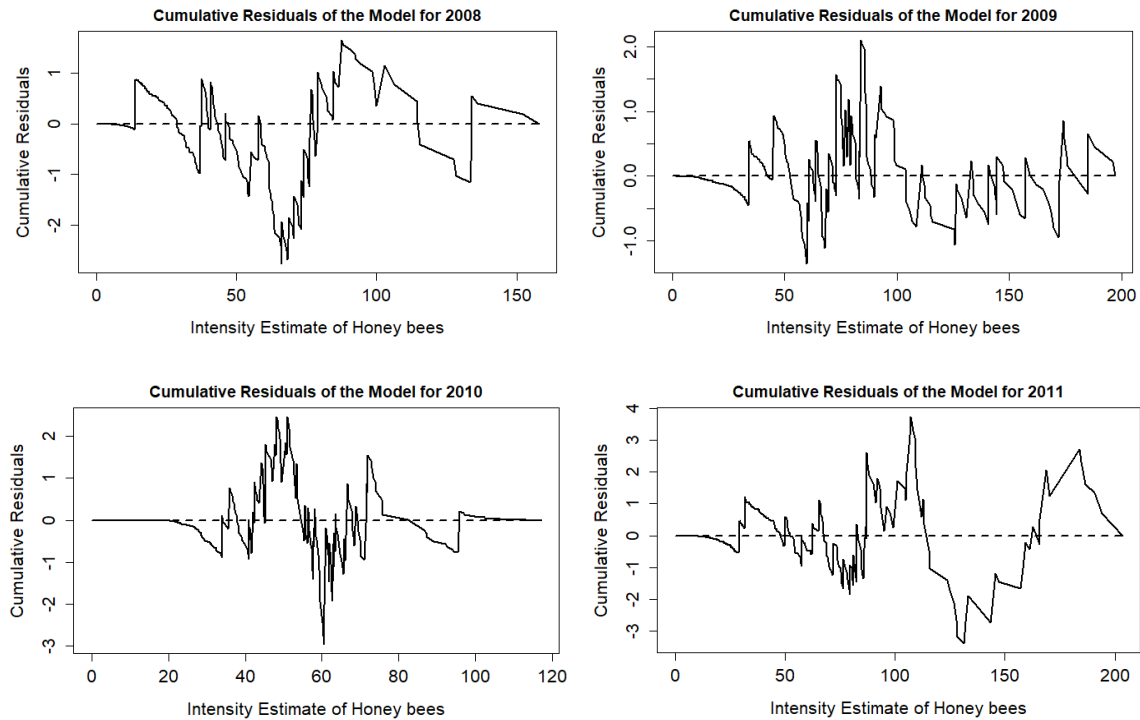 Cumulative Residuals of the Model for 2008
Cumulative Residuals
1
0
-1
-2
0 50 100 150
Intensity Estimate of Honey bees
Cumulative Residuals of the Model for 2009
Cumulative Residuals
2.0
1.0
0.0
-1.0
0 50 100 150 200
Intensity Estimate of Honey bees
Cumulative Residuals of the Model for 2010
Cumulative Residuals
2
1
0
-1
-2
-3
0 20 40 60 80 100 120
Intensity Estimate of Honey bees
Cumulative Residuals of the Model for 2011
Cumulative Residuals
4
3
2
1
0
-1
-2
-3
0 50 100 150 200
Intensity Estimate of Honey bees